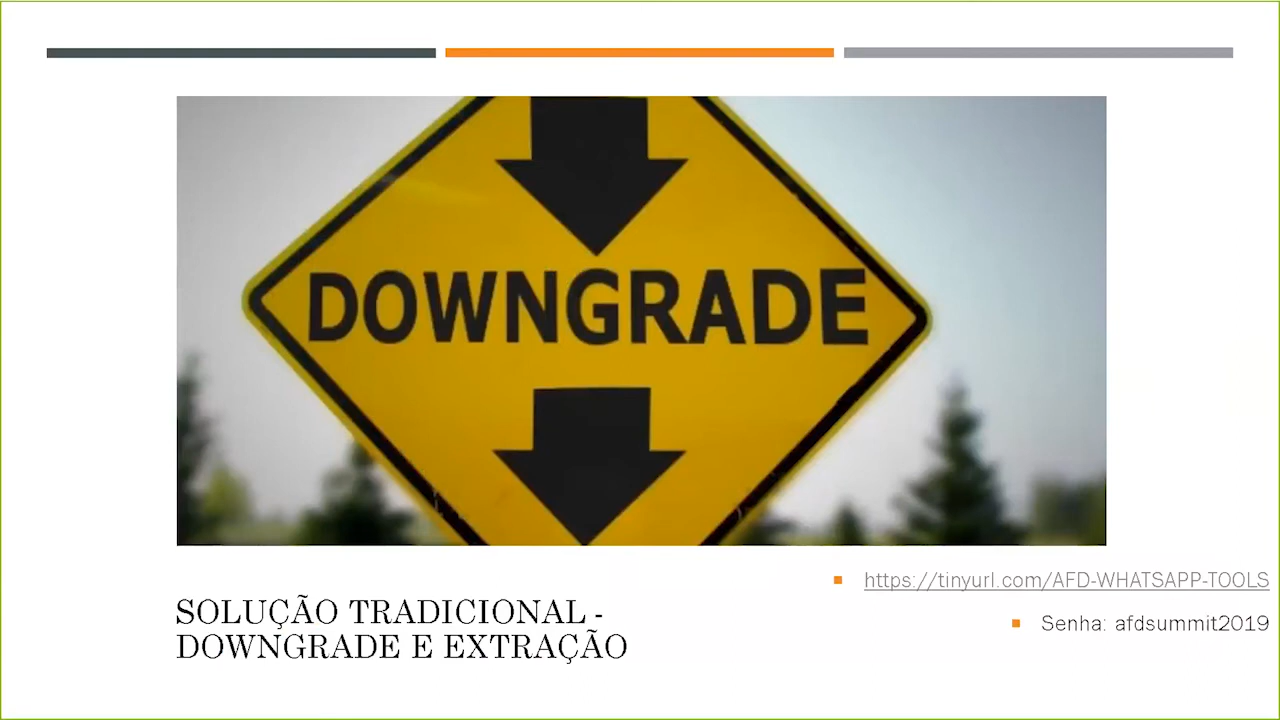 DOWNGRADE
SOLUÇÃO TRADICIONAL -
DOWNGRADE E EXTRAÇÃO
https://tinyurl.com/AFD-WHATSAPP-TOOLS
Senha: afdsummit2019